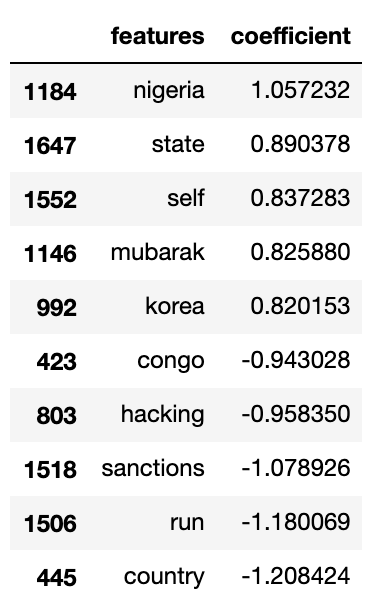 features coefficient
1184 nigeria 1.057232
1647 state 0.890378
1552 self 0.837283
1146 mubarak 0.825880
992 korea 0.820153
423 congo -0.943028
803 hacking -0.958350
1518 sanctions -1.078926
1506 run -1.180069
445 country -1.208424